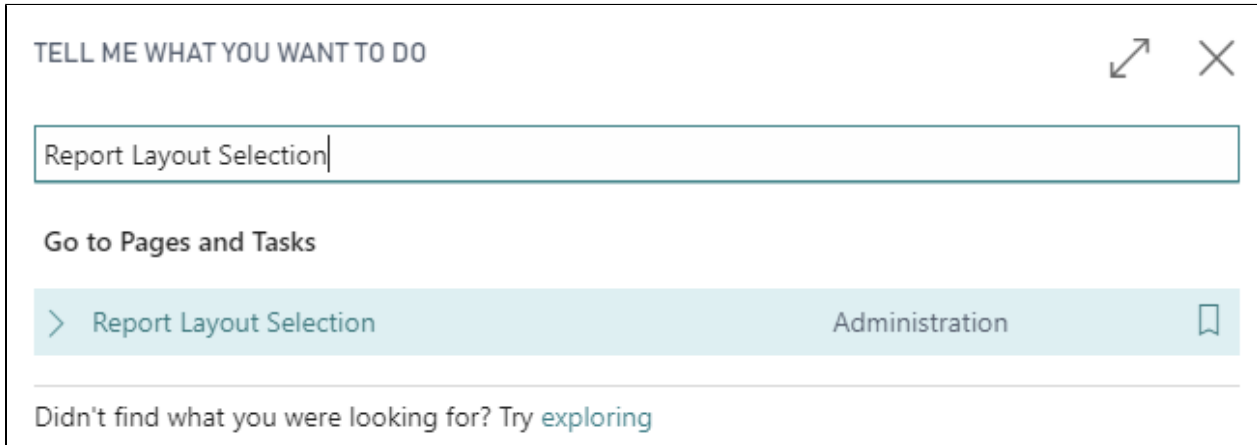 TELL ME WHAT YOU WANT TO DO
Report Layout Selection
Go to Pages and Tasks
Report Layout Selection Administration
Didn't find what you were looking for? Try exploring